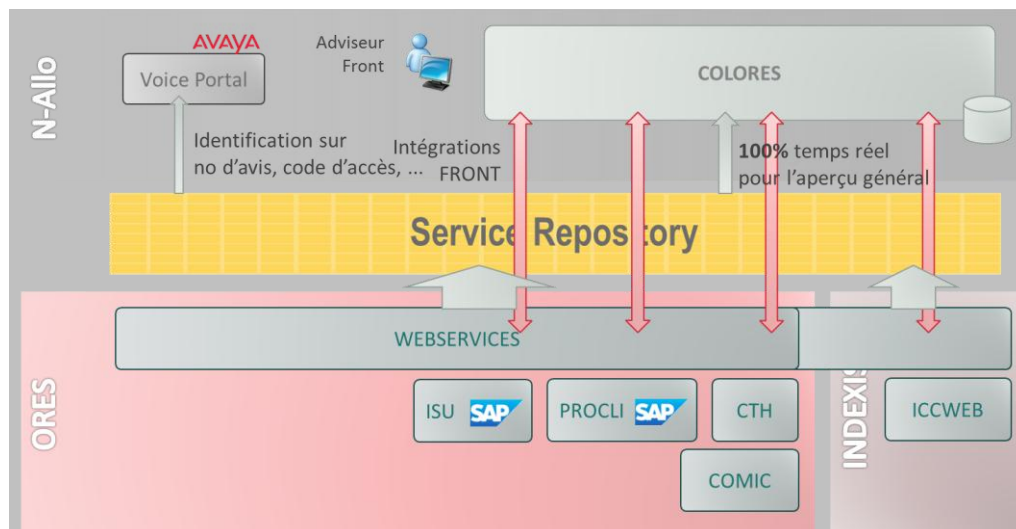 N-Allo
AVAYA
Voice Portal
Adviseur
Front
COLORES
Identification sur
no d'avis, code d'accès, ...
Intégrations
FRONT
100% temps réel
pour l'aperçu général
Service Repository
ORES
WEBSERVICES
INDEXIS
ISU SAP
PROCLI SAP
CTH
ICCWEB
COMIC